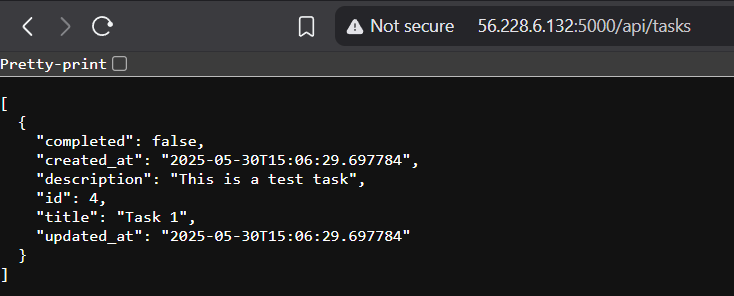 Not secure 56.228.6.132:5000/api/tasks
Pretty-print
[
  {
    "completed": false,
    "created_at": "2025-05-30T15:06:29.697784",
    "description": "This is a test task",
    "id": 4,
    "title": "Task 1",
    "updated_at": "2025-05-30T15:06:29.697784"
  }
]